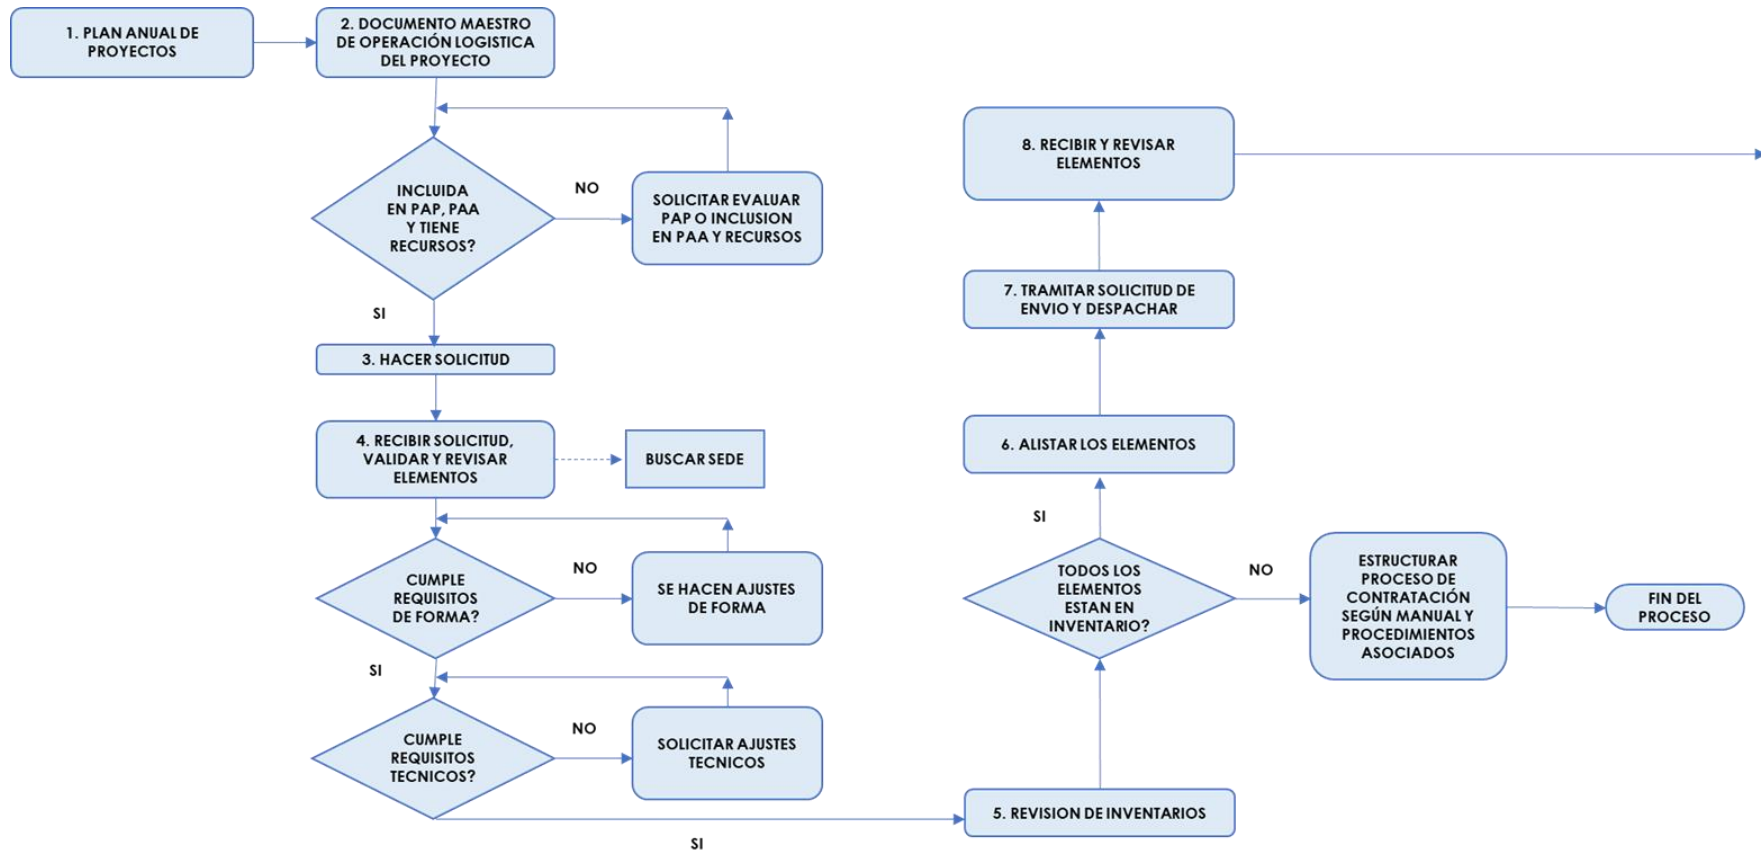 1. PLAN ANUAL DE
PROYECTOS
2. DOCUMENTO MAESTRO
DE OPERACIÓN LOGISTICA
DEL PROYECTO
INCLUIDA
EN PAP, PAA
Y TIENE
RECURSOS?
NO
SOLICITAR EVALUAR
PAP O INCLUSION
EN PAA Y RECURSOS
SI
3. HACER SOLICITUD
4. RECIBIR SOLICITUD,
VALIDAR Y REVISAR
ELEMENTOS
BUSCAR SEDE
CUMPLE
REQUISITOS
DE FORMA?
NO
SE HACEN AJUSTES
DE FORMA
SI
CUMPLE
REQUISITOS
TECNICOS?
NO
SOLICITAR AJUSTES
TECNICOS
SI
5. REVISION DE INVENTARIOS
TODOS LOS
ELEMENTOS
ESTAN EN
INVENTARIO?
NO
ESTRUCTURAR
PROCESO DE
CONTRATACIÓN
SEGÚN MANUAL Y
PROCEDIMIENTOS
ASOCIADOS
FIN DEL
PROCESO
SI
6. ALISTAR LOS ELEMENTOS
7. TRAMITAR SOLICITUD DE
ENVIO Y DESPACHAR
8. RECIBIR Y REVISAR
ELEMENTOS